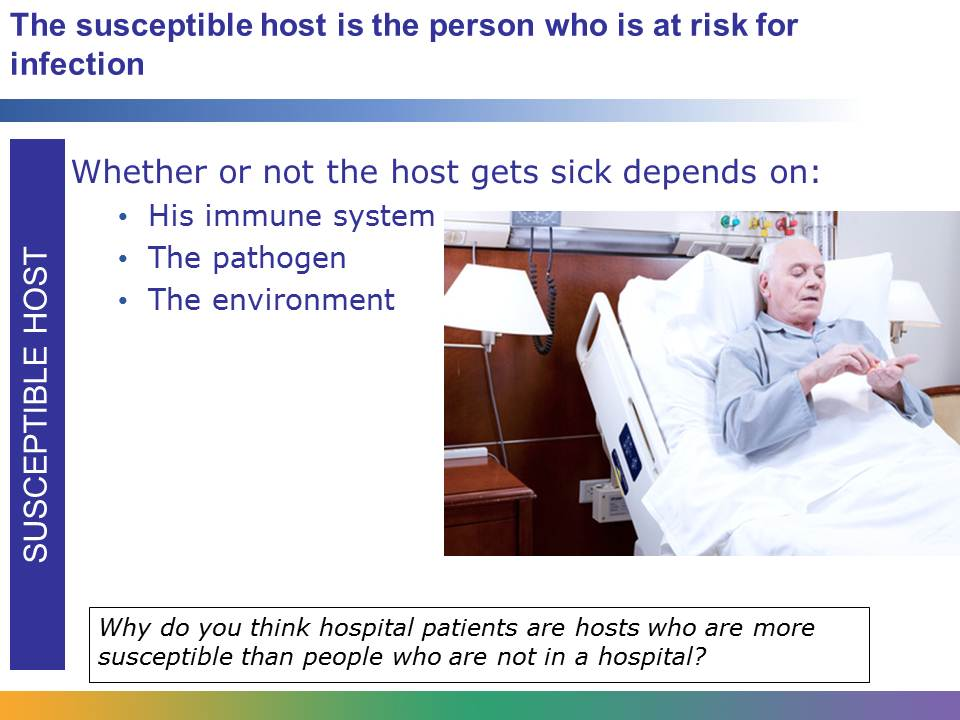 The susceptible host is the person who is at risk for
infection
SUSCEPTIBLE HOST
Whether or not the host gets sick depends on:
• His immune system
• The pathogen
• The environment
Why do you think hospital patients are hosts who are more
susceptible than people who are not in a hospital?